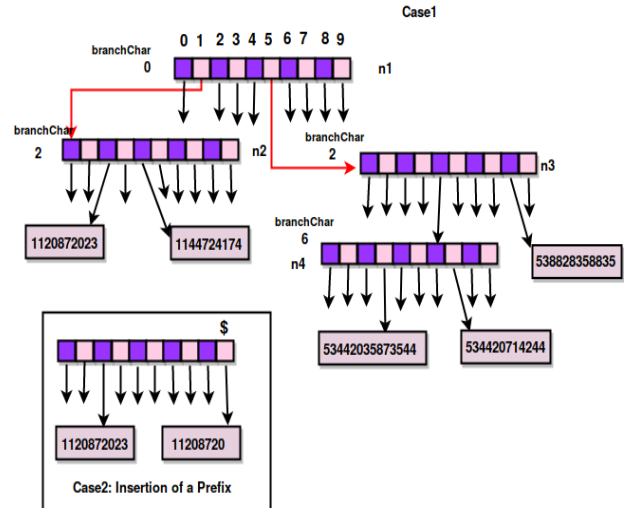 Case1
0 1 2 3 4 5 6 7 8 9
branchChar
0
n1
branchChar
2
n2
branchChar
2
n3
1120872023
1144724174
branchChar
6
n4
538828358835
53442035873544
534420714244
$
1120872023
11208720
Case2: Insertion of a Prefix